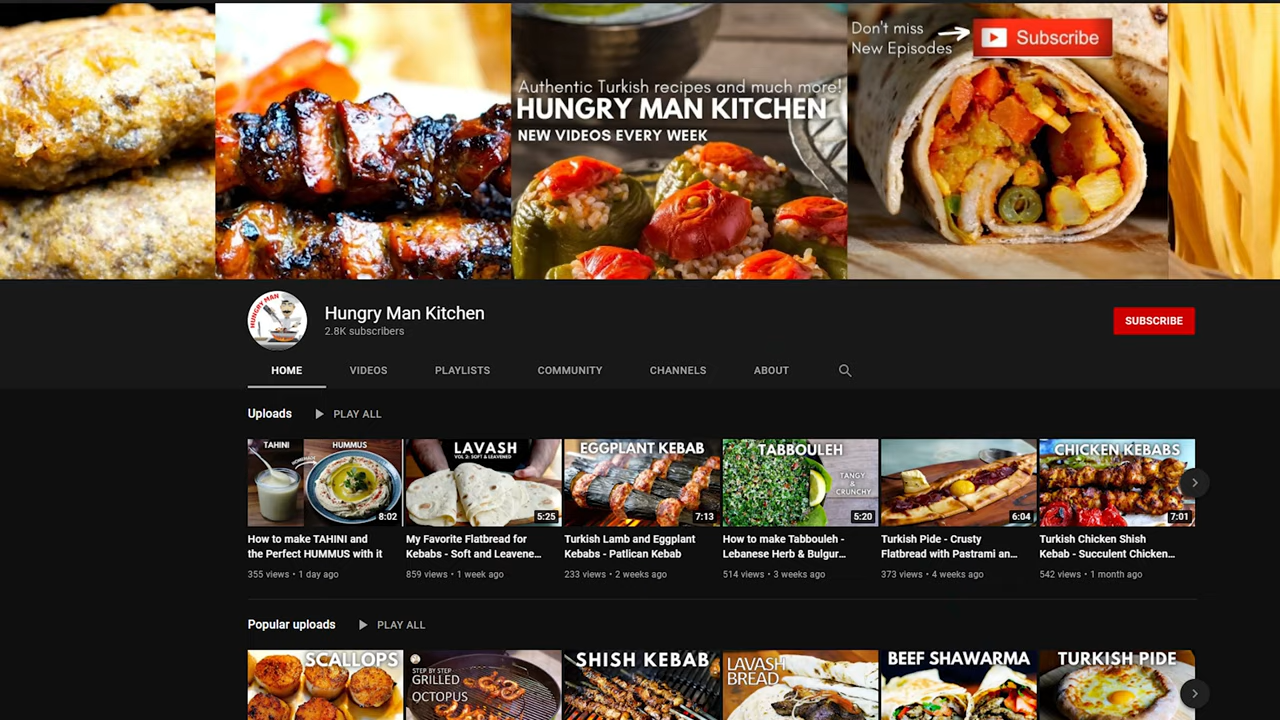 Don't miss
New Episodes
Subscribe
Authentic Turkish recipes and much more!
HUNGRY MAN KITCHEN
NEW VIDEOS EVERY WEEK
HUNGRY MAN
Hungry Man Kitchen
2.8K subscribers
SUBSCRIBE
HOME
VIDEOS
PLAYLISTS
COMMUNITY
CHANNELS
ABOUT
Uploads
PLAY ALL
TAHINI
HUMMUS
8:02
How to make TAHINI and
the Perfect HUMMUS with it
355 views • 1 day ago
LAVASH
VOL 2: SOFT & LEAVENED
5:25
My Favorite Flatbread for
Kebabs - Soft and Leavene...
859 views • 1 week ago
EGGPLANT KEBAB
7:13
Turkish Lamb and Eggplant
Kebabs - Patlican Kebab
233 views • 2 weeks ago
TABBOULEH
TANGY
&
CRUNCHY
5:20
How to make Tabbouleh -
Lebanese Herb & Bulgur...
514 views • 3 weeks ago
6:04
Turkish Pide - Crusty
Flatbread with Pastrami an...
373 views • 4 weeks ago
CHICKEN KEBABS
7:01
Turkish Chicken Shish
Kebab - Succulent Chicken...
542 views • 1 month ago
Popular uploads
PLAY ALL
SCALLOPS
STEP BY STEP
GRILLED
OCTOPUS
SHISH KEBAB
LAVASH
BREAD
BEEF SHAWARMA
TURKISH PIDE